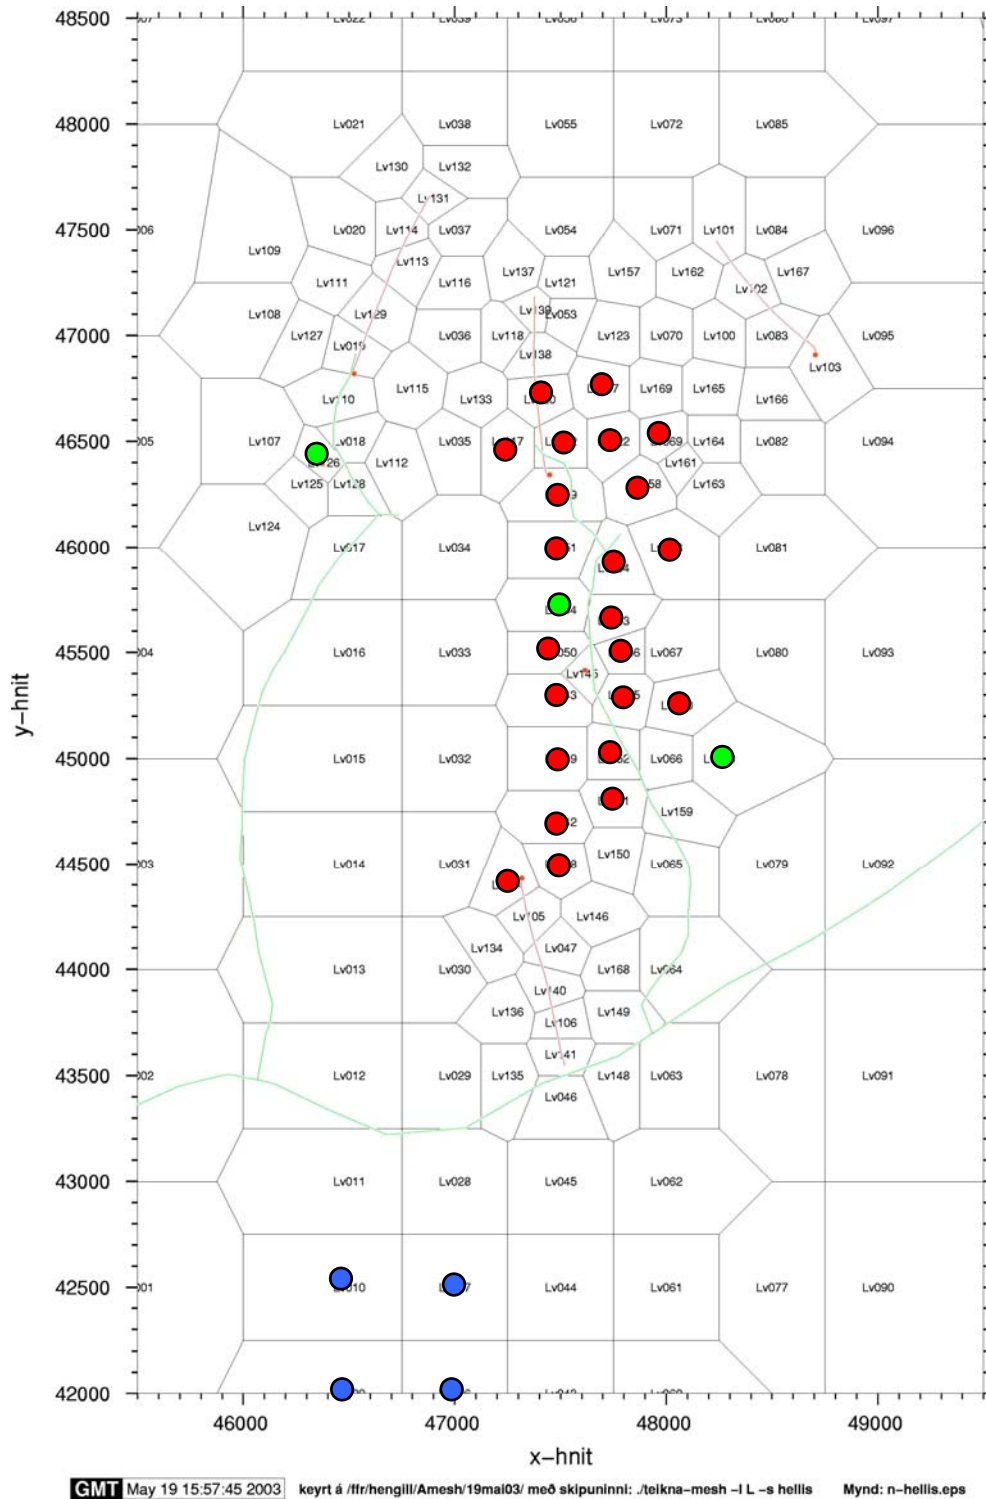 48500
48000
Lv021 Lv038 Lv055 Lv072 Lv085
Lv130 Lv132
Lv131
47500
Lv020 Lv114 Lv037 Lv054 Lv071 Lv101 Lv084 Lv096
Lv109 Lv113
Lv111 Lv116 Lv137 Lv121 Lv157 Lv162 Lv102 Lv167
Lv108 Lv129 Lv139 Lv053
47000
Lv127 Lv019 Lv036 Lv118 Lv138 Lv123 Lv070 Lv100 Lv083 Lv095
Lv103
Lv110 Lv115 Lv133 Lv169 Lv165 Lv166
46500
Lv107 Lv018 Lv035 Lv164 Lv082 Lv094
Lv112 Lv161
Lv125 Lv128 Lv163
Lv124
46000
Lv017 Lv034 Lv081
y-hnit
45500
Lv016 Lv033 Lv067 Lv080 Lv093
Lv145
45000
Lv015 Lv032 Lv066
Lv159
44500
Lv014 Lv031 Lv150 Lv065 Lv079 Lv092
Lv105 Lv146
Lv134 Lv047
44000
Lv013 Lv030 Lv168 Lv064
Lv140
Lv136 Lv106 Lv149
Lv141
43500
Lv012 Lv029 Lv135 Lv148 Lv063 Lv078 Lv091
Lv046
43000
Lv011 Lv028 Lv045 Lv062
42500
Lv044 Lv061 Lv077 Lv090
42000
46000 47000 48000 49000
x-hnit
GMT May 19 15:57:45 2003 keyrt á /ffr/hengill/Amesh/19mai03/ með skipuninni: ./teikna-mesh -I L -s hellis Mynd: n-hellis.eps